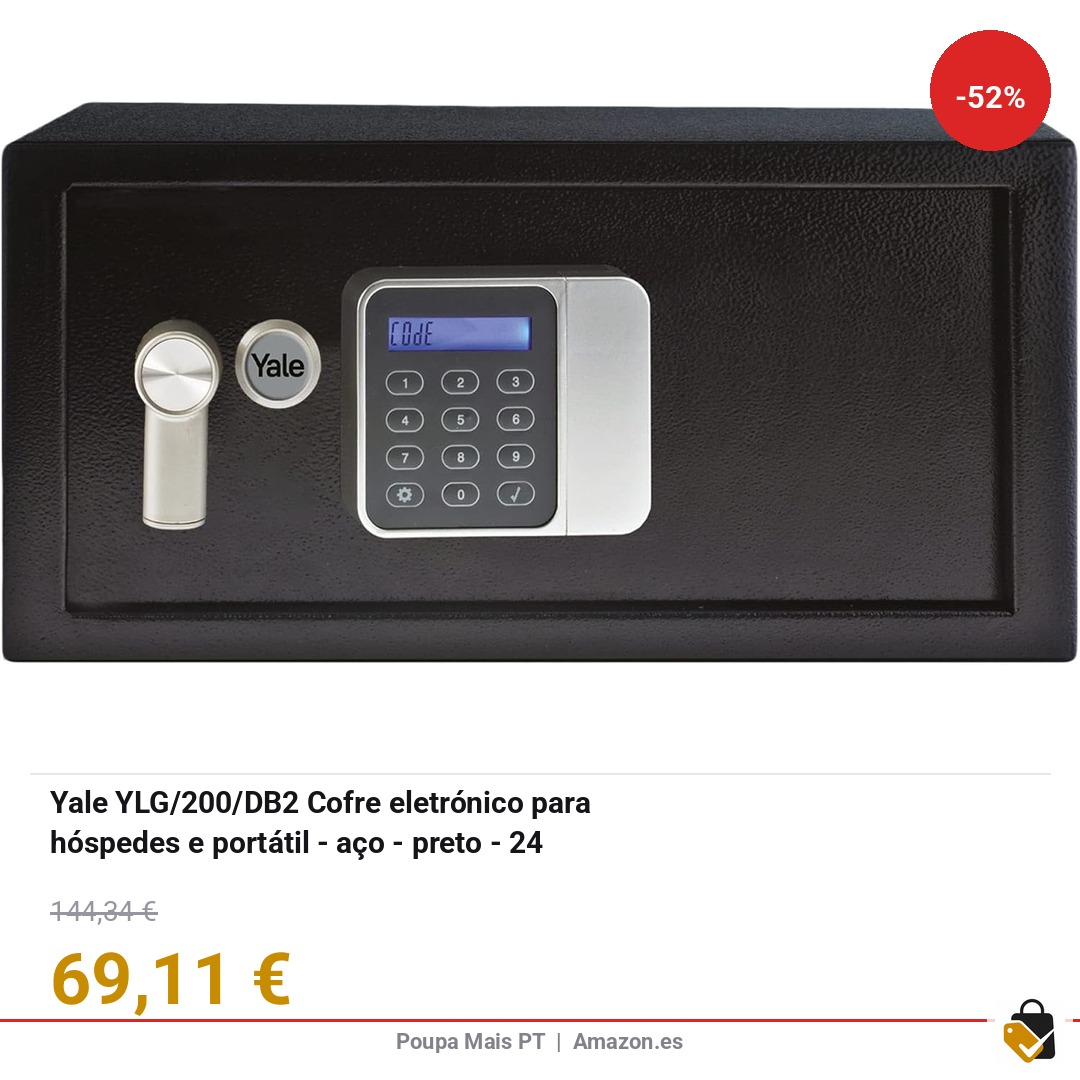 -52%
CODE
Yale
1 2 3
4 5 6
7 8 9
0
Yale YLG/200/DB2 Cofre eletrónico para
hóspedes e portátil - aço - preto - 24
144,34 €
69,11 €
Poupa Mais PT | Amazon.es